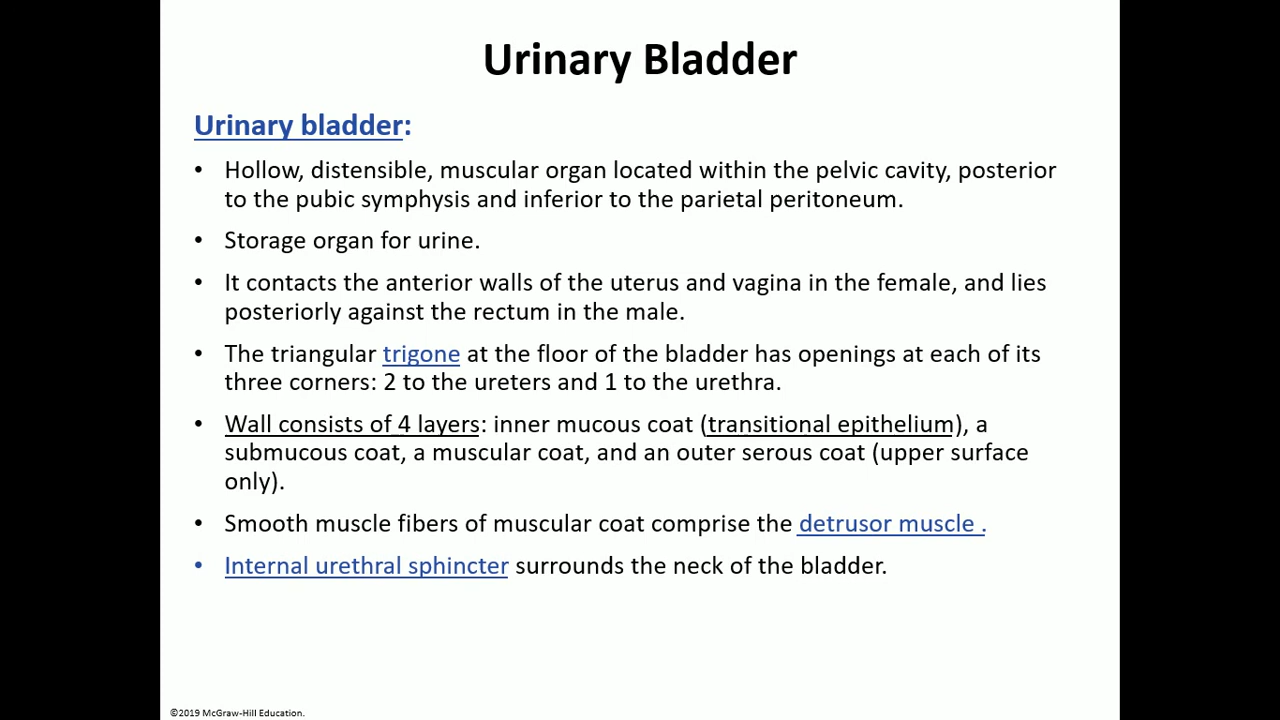 Urinary Bladder
Urinary bladder:
• Hollow, distensible, muscular organ located within the pelvic cavity, posterior
to the pubic symphysis and inferior to the parietal peritoneum.
• Storage organ for urine.
• It contacts the anterior walls of the uterus and vagina in the female, and lies
posteriorly against the rectum in the male.
• The triangular trigone at the floor of the bladder has openings at each of its
three corners: 2 to the ureters and 1 to the urethra.
• Wall consists of 4 layers: inner mucous coat (transitional epithelium), a
submucous coat, a muscular coat, and an outer serous coat (upper surface
only).
• Smooth muscle fibers of muscular coat comprise the detrusor muscle .
• Internal urethral sphincter surrounds the neck of the bladder.
©2019 McGraw-Hill Education.